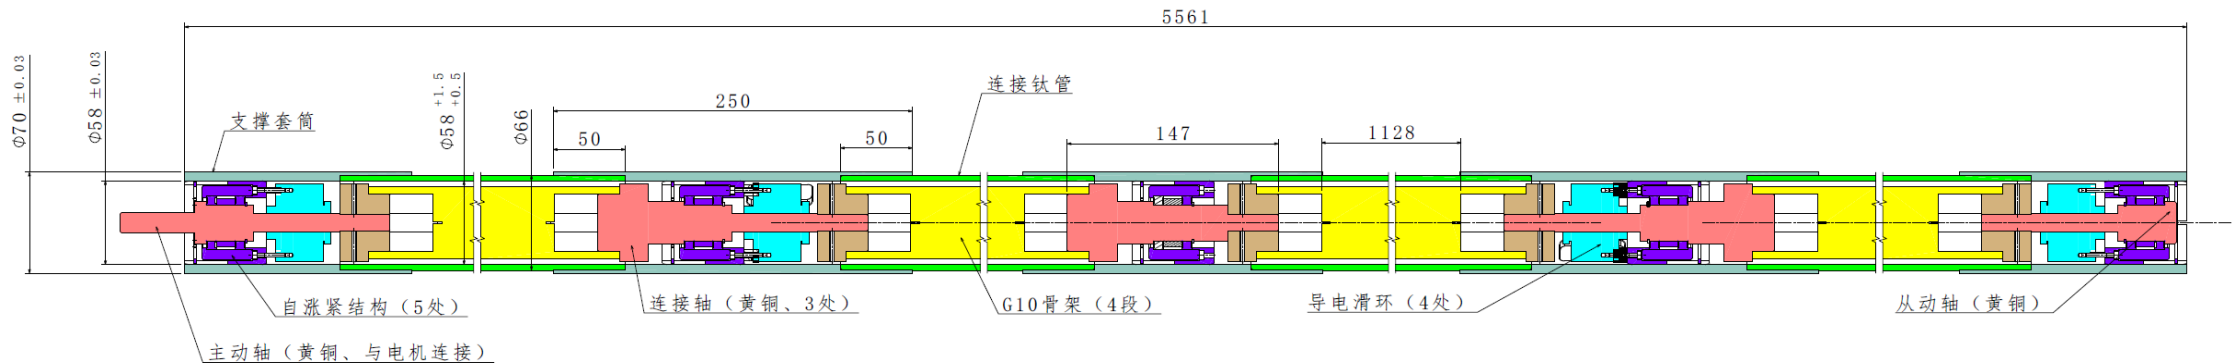 5561
连接钛管
250
支撑套筒
50
50
147
1128
Φ70 ±0.03
Φ58 ±0.03
Φ58 +1.5 +0.5
Φ66
自涨紧结构（5处）
连接轴（黄铜、3处）
G10骨架（4段）
导电滑环（4处）
从动轴（黄铜）
主动轴（黄铜、与电机连接）